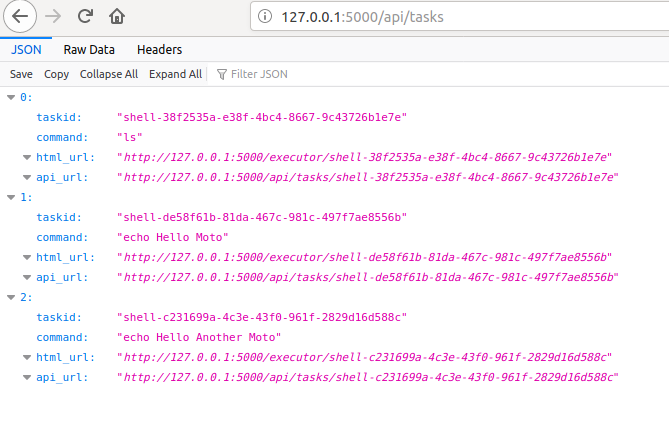 127.0.0.1:5000/api/tasks
JSON Raw Data Headers
Save Copy Collapse All Expand All Filter JSON
0:
taskid: "shell-38f2535a-e38f-4bc4-8667-9c43726b1e7e"
command: "ls"
html_url: "http://127.0.0.1:5000/executor/shell-38f2535a-e38f-4bc4-8667-9c43726b1e7e"
api_url: "http://127.0.0.1:5000/api/tasks/shell-38f2535a-e38f-4bc4-8667-9c43726b1e7e"
1:
taskid: "shell-de58f61b-81da-467c-981c-497f7ae8556b"
command: "echo Hello Moto"
html_url: "http://127.0.0.1:5000/executor/shell-de58f61b-81da-467c-981c-497f7ae8556b"
api_url: "http://127.0.0.1:5000/api/tasks/shell-de58f61b-81da-467c-981c-497f7ae8556b"
2:
taskid: "shell-c231699a-4c3e-43f0-961f-2829d16d588c"
command: "echo Hello Another Moto"
html_url: "http://127.0.0.1:5000/executor/shell-c231699a-4c3e-43f0-961f-2829d16d588c"
api_url: "http://127.0.0.1:5000/api/tasks/shell-c231699a-4c3e-43f0-961f-2829d16d588c"